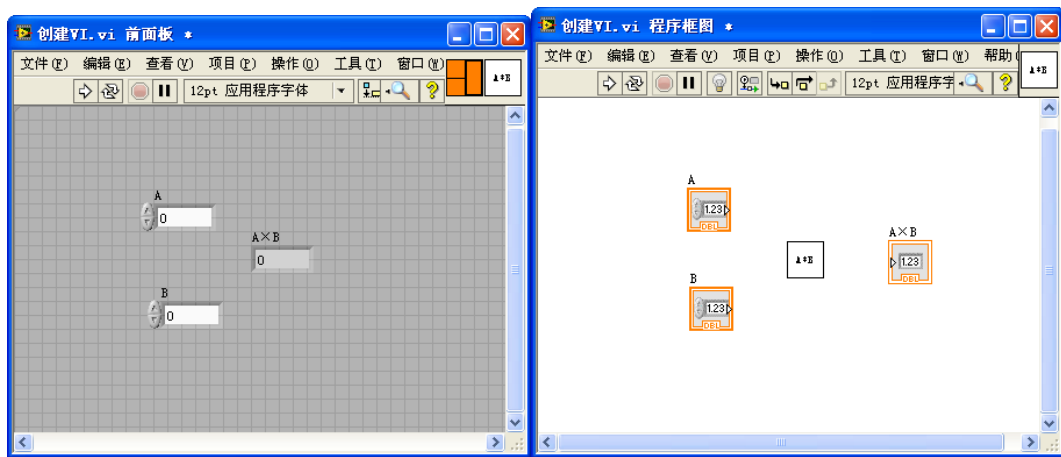 创建VI.vi 前面板 *
文件(F) 编辑(E) 查看(V) 项目(P) 操作(O) 工具(T) 窗口(W)
12pt 应用程序字体
A*B
A
0
A×B
0
B
0
创建VI.vi 程序框图 *
文件(F) 编辑(E) 查看(V) 项目(P) 操作(O) 工具(T) 窗口(W) 帮助(
12pt 应用程序字
A*B
A
1.23
DBL
A*B
A×B
1.23
DBL
B
1.23
DBL